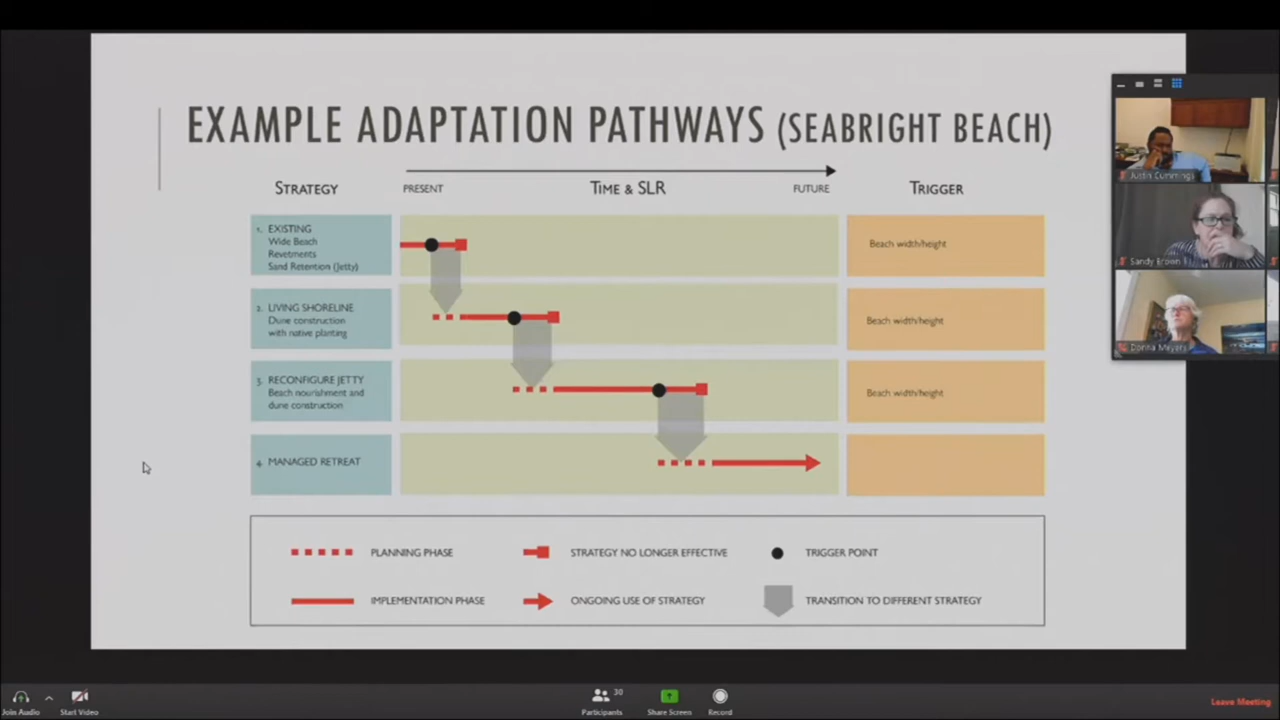 EXAMPLE ADAPTATION PATHWAYS (SEABRIGHT BEACH)
STRATEGY
PRESENT
TIME & SLR
FUTURE
TRIGGER
1. EXISTING
Wide Beach
Revetments
Sand Retention (Jetty)
Beach width/height
2. LIVING SHORELINE
Dune construction
with native planting
Beach width/height
3. RECONFIGURE JETTY
Beach nourishment and
dune construction
Beach width/height
4. MANAGED RETREAT
PLANNING PHASE
STRATEGY NO LONGER EFFECTIVE
TRIGGER POINT
IMPLEMENTATION PHASE
ONGOING USE OF STRATEGY
TRANSITION TO DIFFERENT STRATEGY
Justin Cummings
Sandy Brown
Donna Meyers
Join Audio
Start Video
30
Participants
Share Screen
Record
Leave Meeting